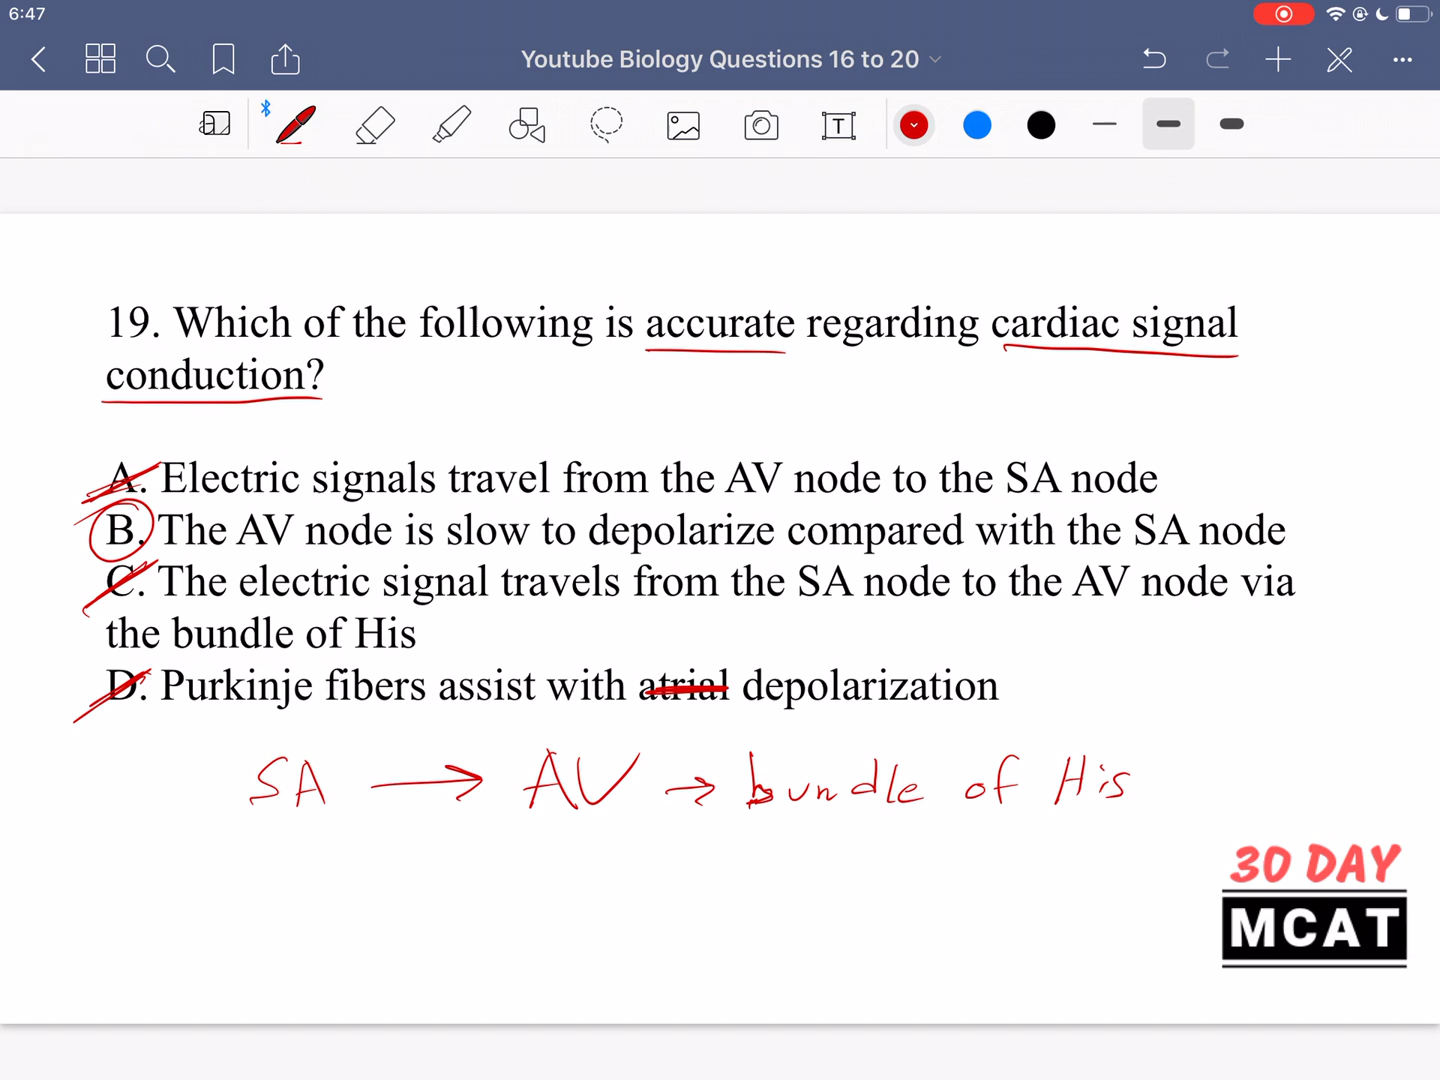 6:47
Youtube Biology Questions 16 to 20
T
19. Which of the following is accurate regarding cardiac signal
conduction?
A. Electric signals travel from the AV node to the SA node
B. The AV node is slow to depolarize compared with the SA node
C. The electric signal travels from the SA node to the AV node via
the bundle of His
D. Purkinje fibers assist with atrial depolarization
SA → AV → bundle of His
30 DAY
MCAT